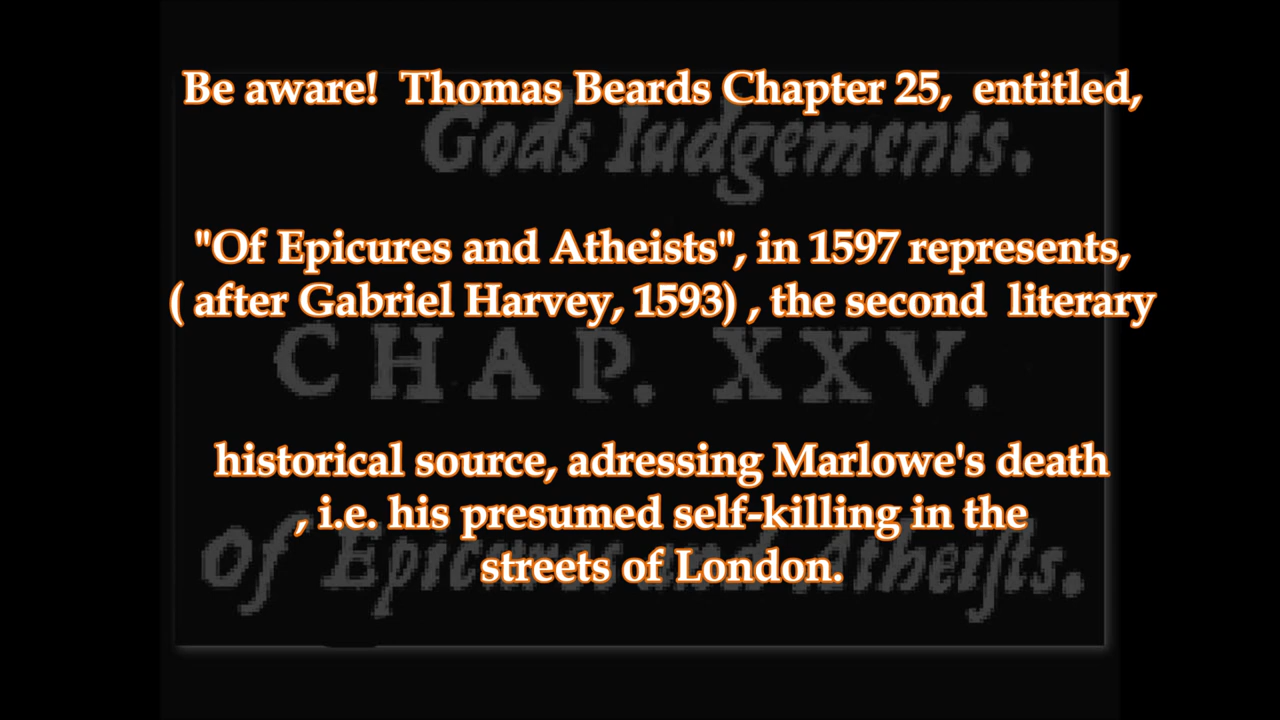 Be aware! Thomas Beards Chapter 25, entitled,
Gods Iudgements.
"Of Epicures and Atheists", in 1597 represents,
( after Gabriel Harvey, 1593) , the second literary
CHAP. XXV.
historical source, adressing Marlowe's death
, i.e. his presumed self-killing in the
Of Epicures and Atheiſts.
streets of London.